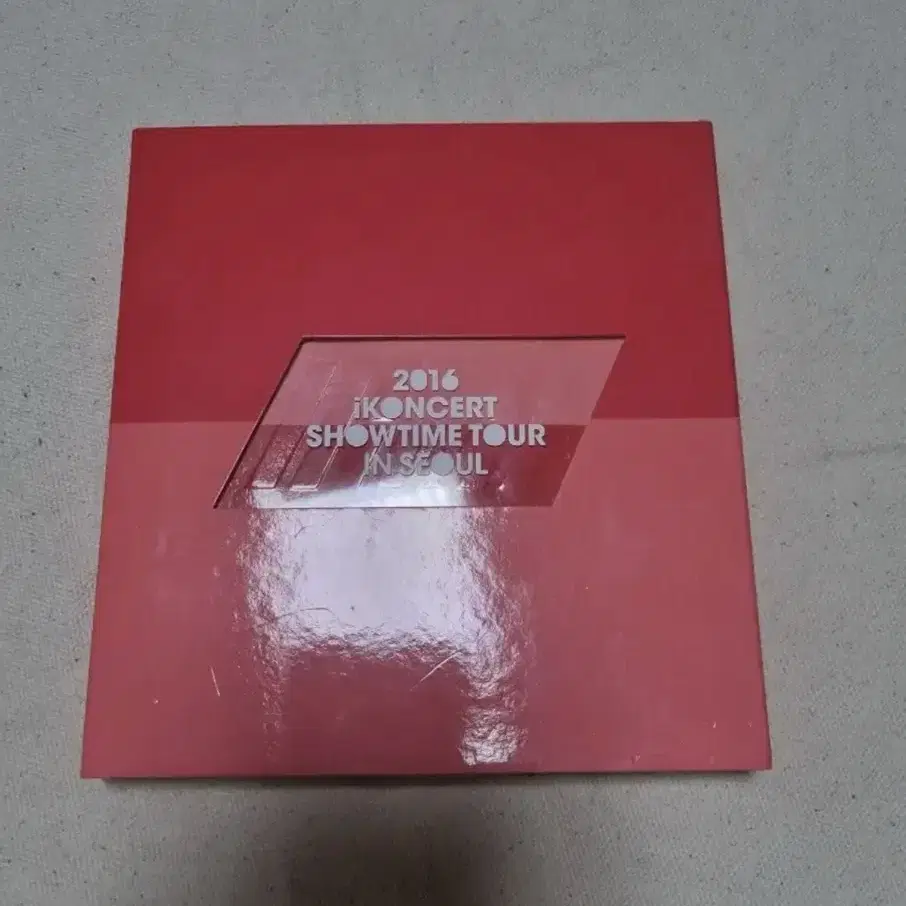 2016
iKONCERT
SHOWTIME TOUR
IN SEOUL